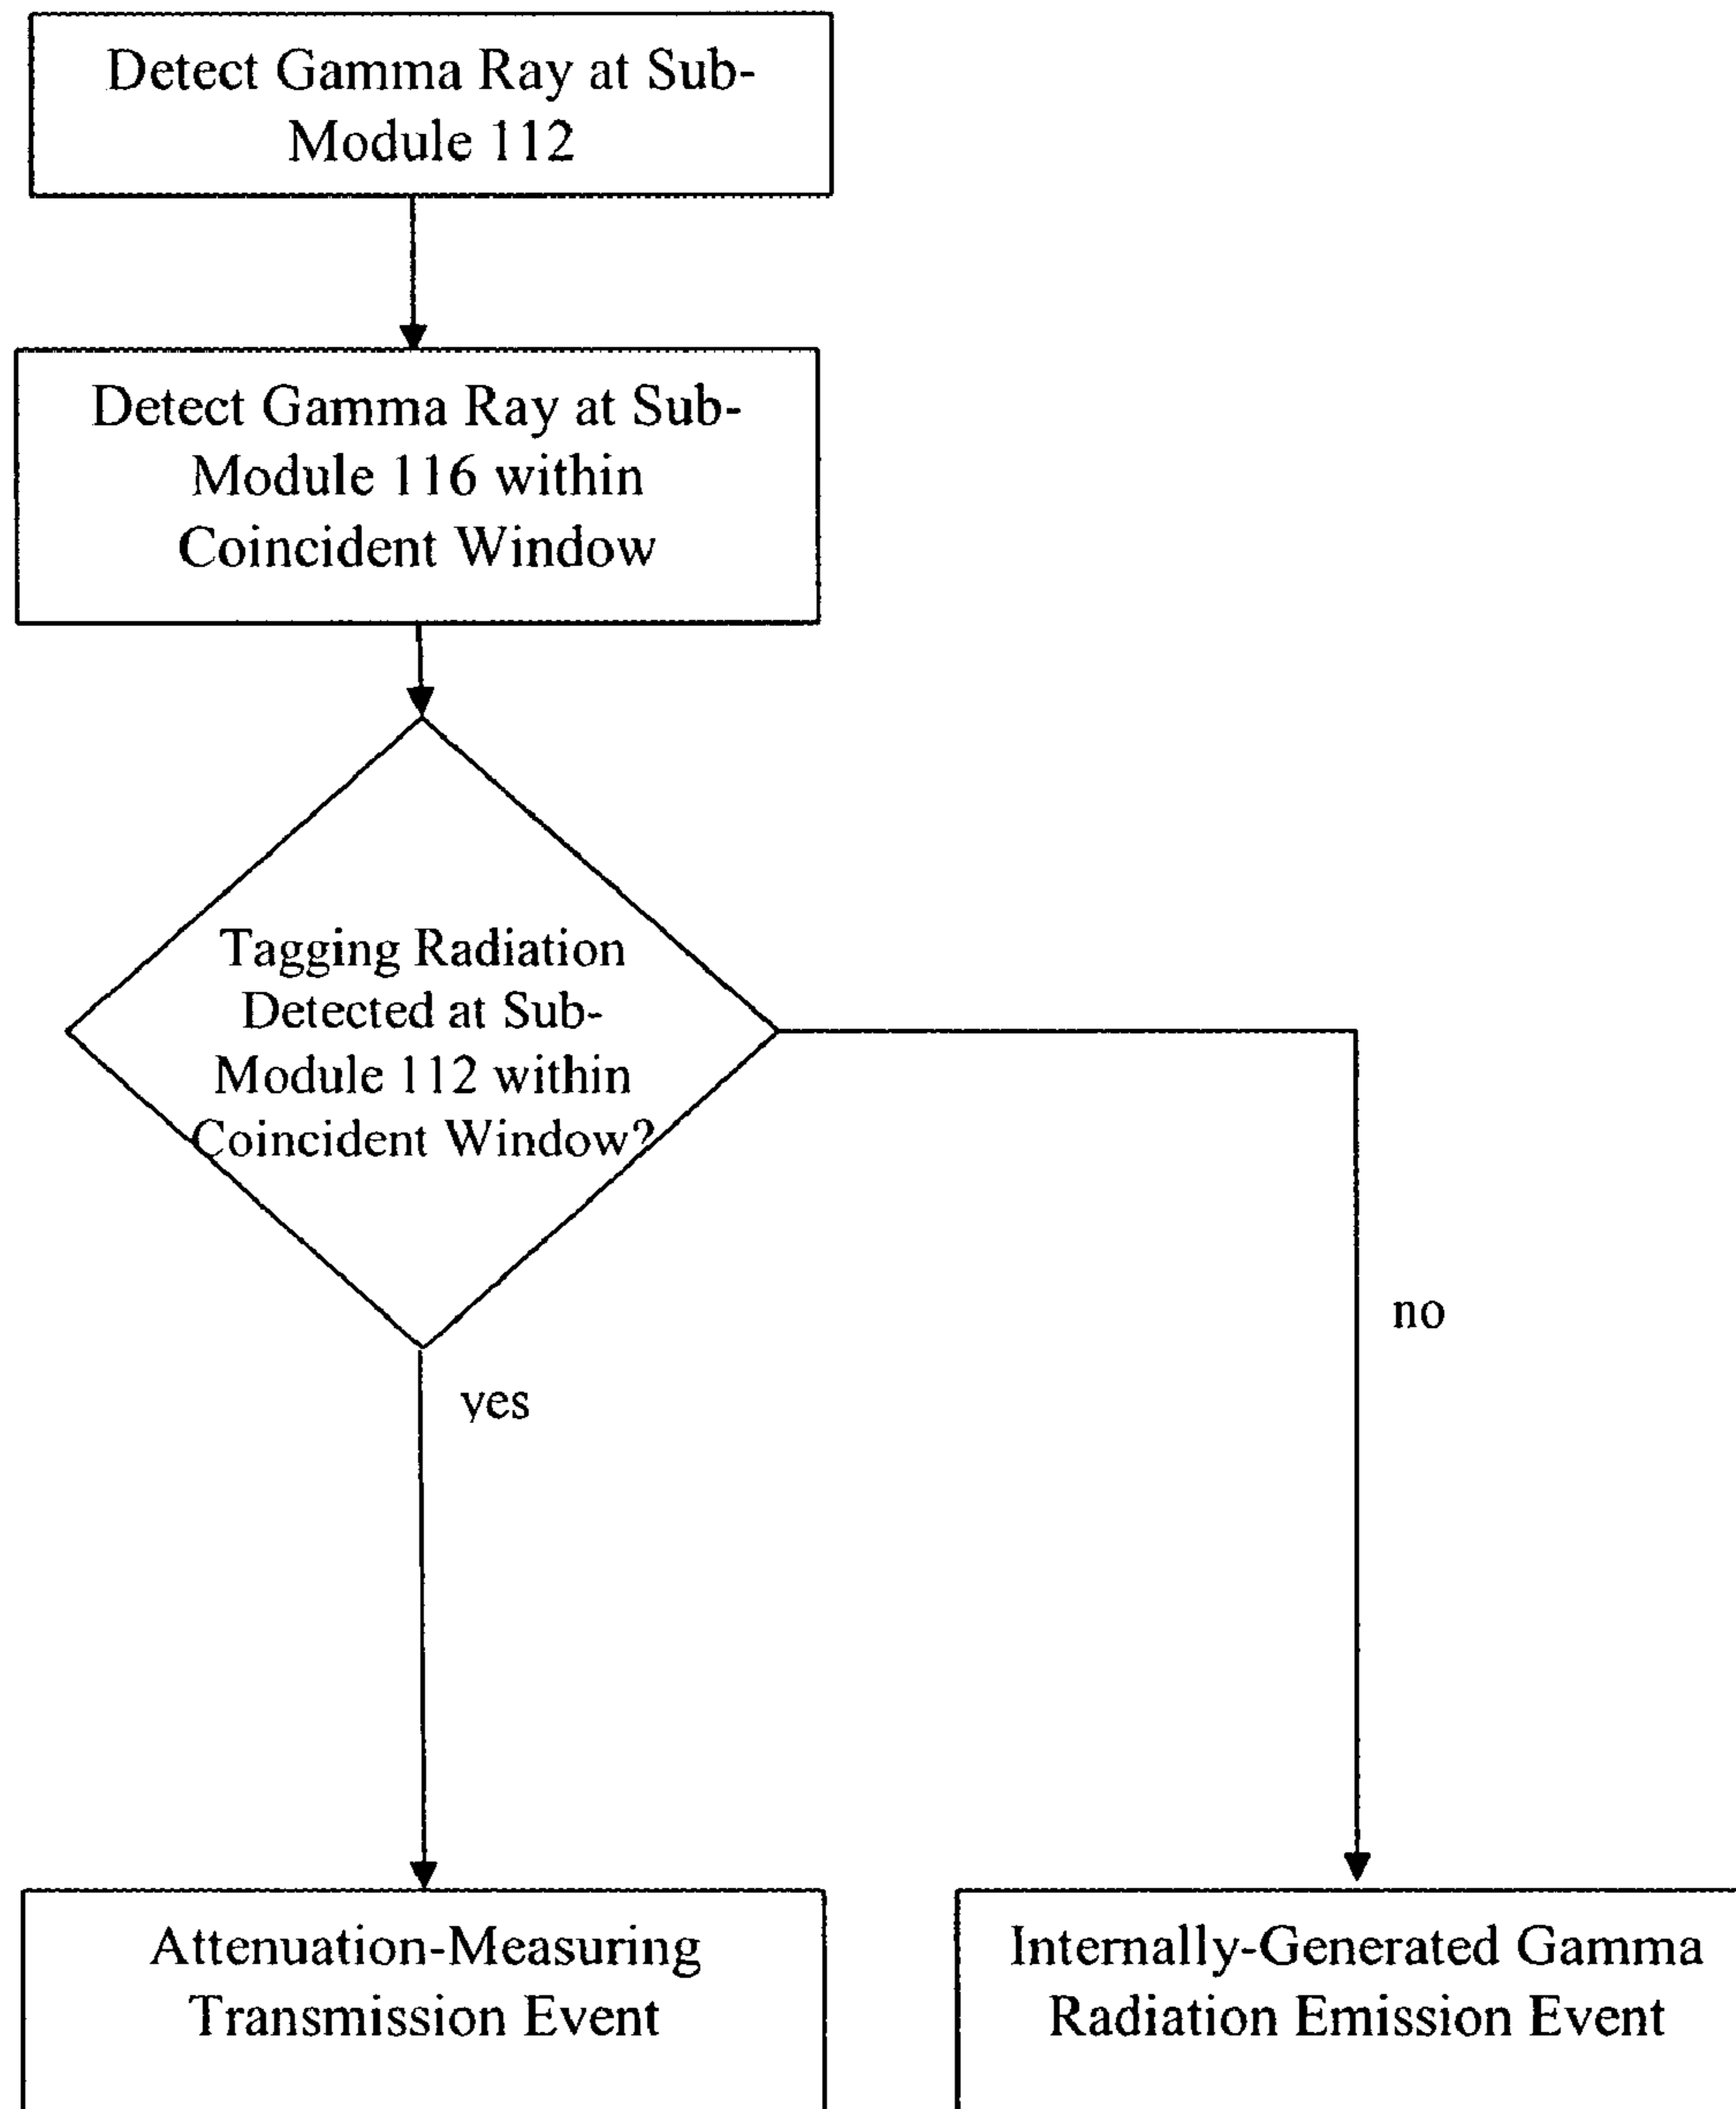 Detect Gamma Ray at Sub-
Module 112
Detect Gamma Ray at Sub-
Module 116 within
Coincident Window
Tagging Radiation
Detected at Sub-
Module 112 within
Coincident Window?
no
yes
Attenuation-Measuring
Transmission Event
Internally-Generated Gamma
Radiation Emission Event